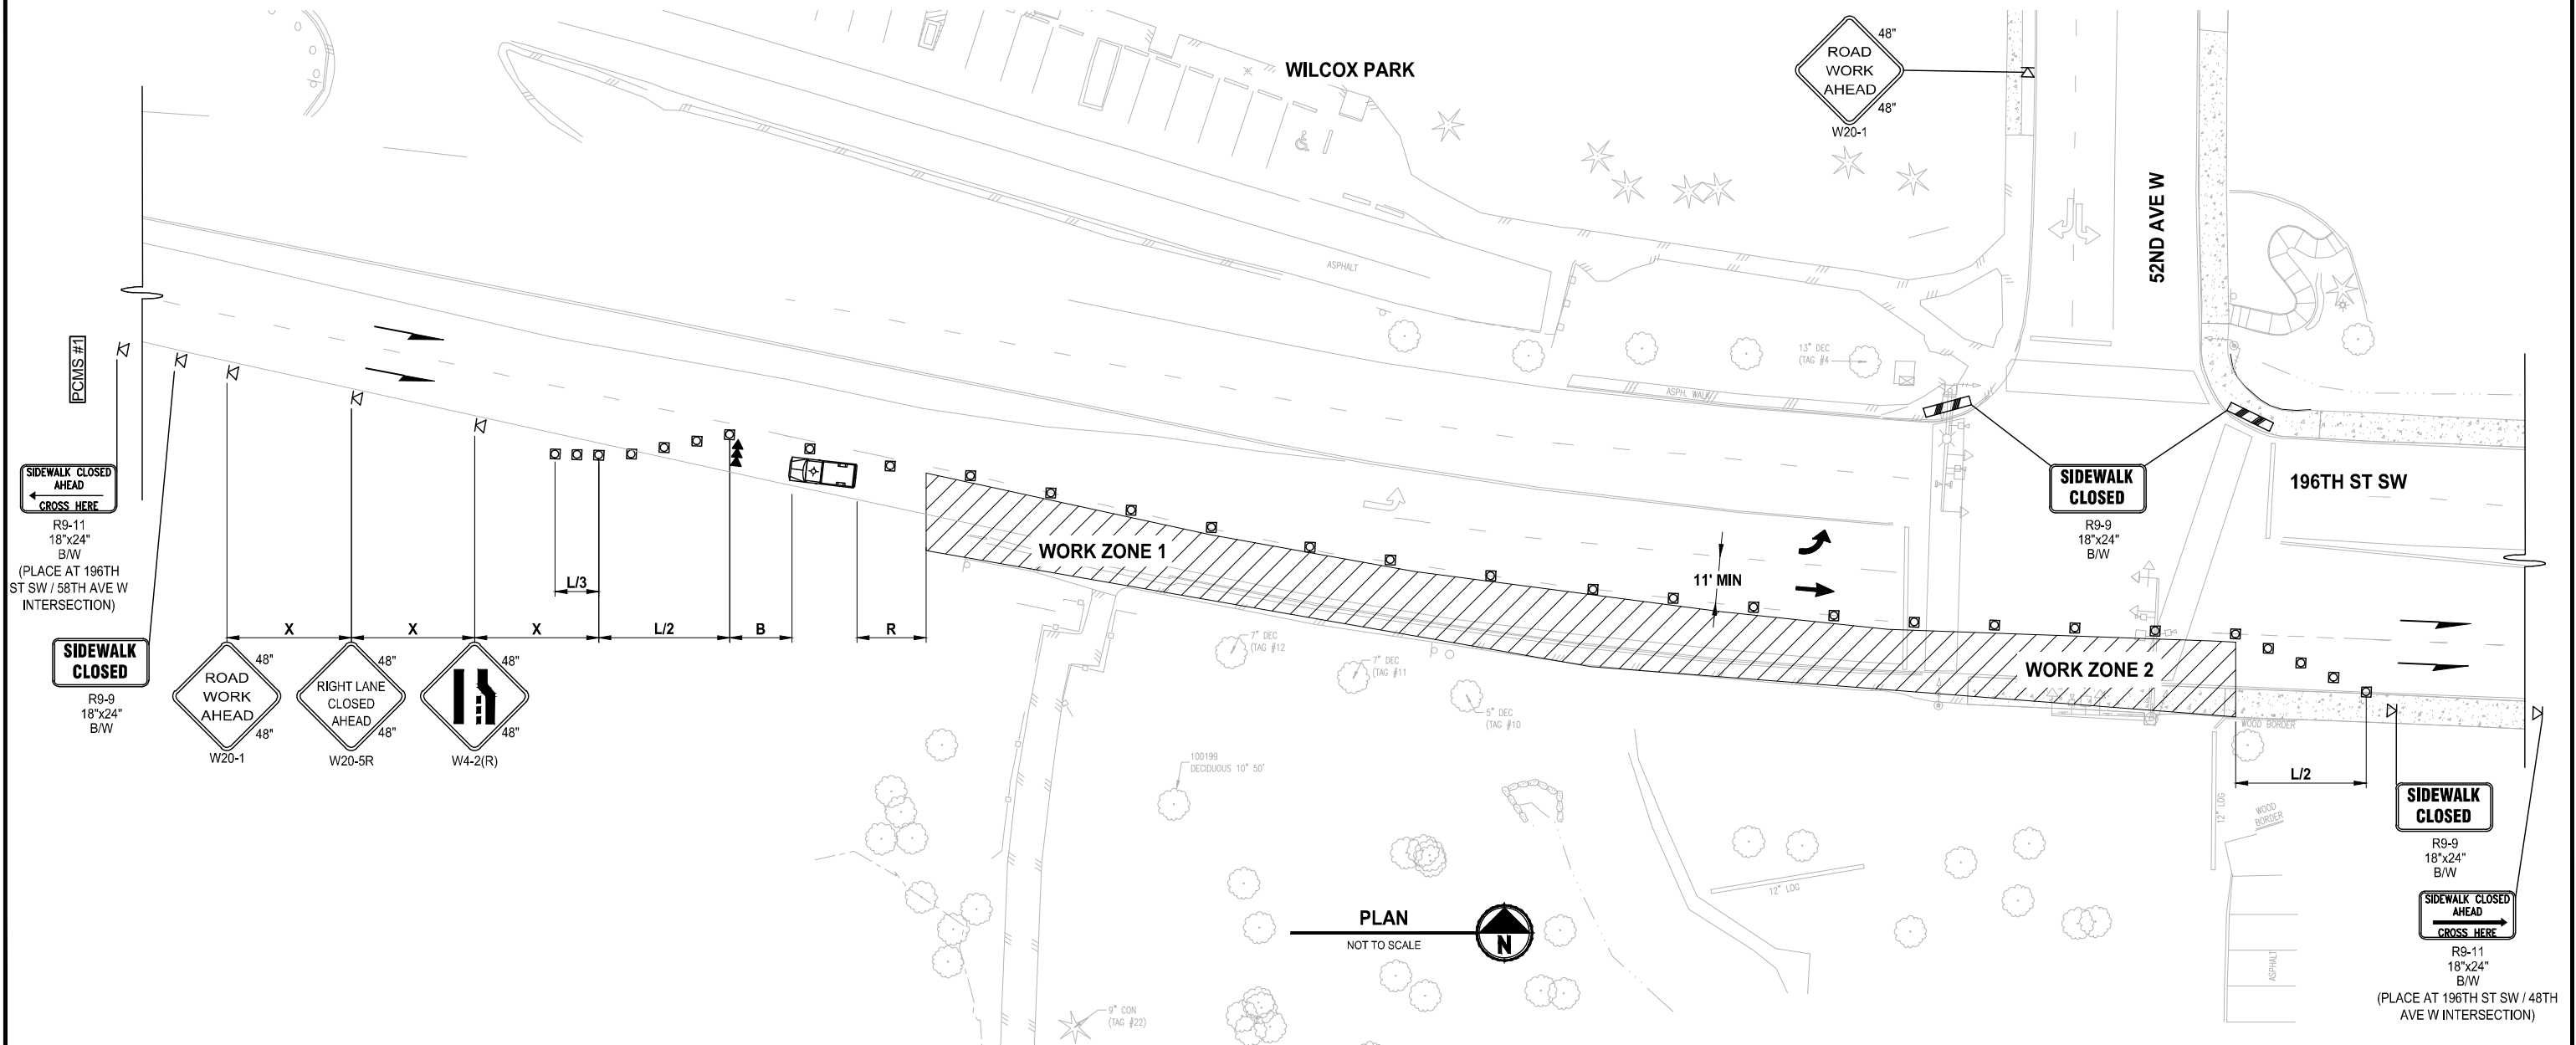 WILCOX PARK
ROAD
WORK
AHEAD
48"
48"
W20-1
52ND AVE W
ASPHALT
13" DEC
(TAG #4
ASPH. WALK
PCMS #1
SIDEWALK CLOSED
AHEAD
CROSS HERE
R9-11
18"x24"
B/W
(PLACE AT 196TH
ST SW / 58TH AVE W
INTERSECTION)
SIDEWALK
CLOSED
R9-9
18"x24"
B/W
196TH ST SW
WORK ZONE 1
11' MIN
L/3
X
X
X
L/2
B
R
SIDEWALK
CLOSED
R9-9
18"x24"
B/W
ROAD
WORK
AHEAD
48"
48"
W20-1
RIGHT LANE
CLOSED
AHEAD
48"
48"
W20-5R
48"
48"
W4-2(R)
7" DEC
(TAG #12
7" DEC
(TAG #11
5" DEC
(TAG #10
WORK ZONE 2
WOOD BORDER
100199
DECIDUOUS 10" 50'
L/2
12" LOG
WOOD
BORDER
SIDEWALK
CLOSED
R9-9
18"x24"
B/W
12" LOG
PLAN
NOT TO SCALE
N
SIDEWALK CLOSED
AHEAD
CROSS HERE
R9-11
18"x24"
B/W
(PLACE AT 196TH ST SW / 48TH
AVE W INTERSECTION)
ASPHALT
9" CON
(TAG #22)